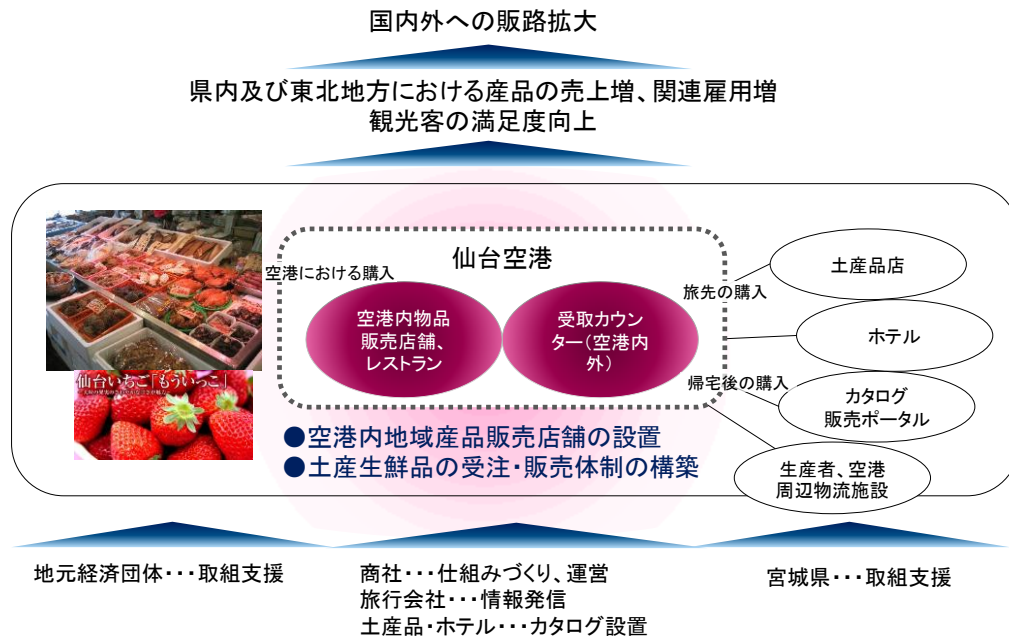 国内外への販路拡大
県内及び東北地方における産品の売上増、関連雇用増
観光客の満足度向上
仙台空港
空港における購入
空港内物品
販売店舗、
レストラン
受取カウン
ター(空港内
外)
旅先の購入
土産品店
ホテル
帰宅後の購入
カタログ
販売ポータル
生産者、空港
周辺物流施設
仙台いちご「もういっこ」
●空港内地域産品販売店舗の設置
●土産生鮮品の受注・販売体制の構築
地元経済団体・・・取組支援
商社・・・仕組みづくり、運営
旅行会社・・・情報発信
土産品・ホテル・・・カタログ設置
宮城県・・・取組支援